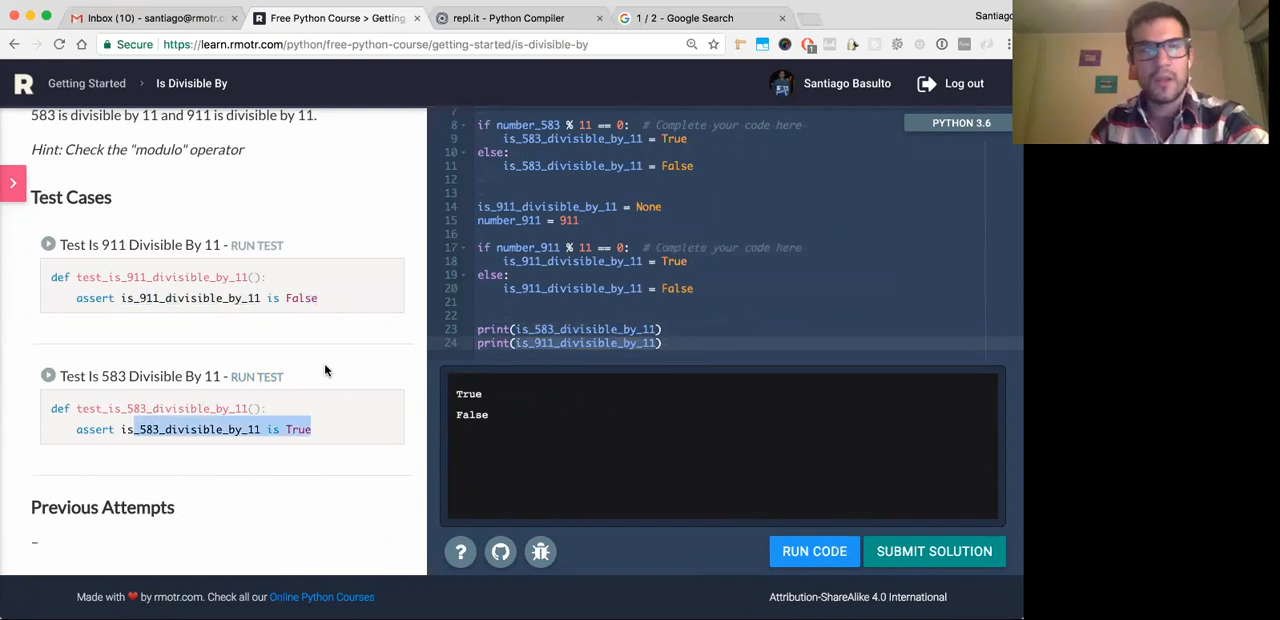 Inbox (10) - santiago@rmotr.c
Free Python Course > Getting
repl.it - Python Compiler
1 / 2 - Google Search
Santiago
Secure
https://learn.rmotr.com/python/free-python-course/getting-started/is-divisible-by
R
Getting Started
Is Divisible By
Santiago Basulto
Log out
583 is divisible by 11 and 911 is divisible by 11.
Hint: Check the "modulo" operator
Test Cases
Test Is 911 Divisible By 11 - RUN TEST
def test_is_911_divisible_by_11():
assert is_911_divisible_by_11 is False
Test Is 583 Divisible By 11 - RUN TEST
def test_is_583_divisible_by_11():
assert is_583_divisible_by_11 is True
Previous Attempts
–
PYTHON 3.6
7
8 if number_583 % 11 == 0: # Complete your code here
9 is_583_divisible_by_11 = True
10 else:
11 is_583_divisible_by_11 = False
12
13
14 is_911_divisible_by_11 = None
15 number_911 = 911
16
17 if number_911 % 11 == 0: # Complete your code here
18 is_911_divisible_by_11 = True
19 else:
20 is_911_divisible_by_11 = False
21
22
23 print(is_583_divisible_by_11)
24 print(is_911_divisible_by_11)
True
False
?
RUN CODE
SUBMIT SOLUTION
Made with ❤ by rmotr.com. Check all our Online Python Courses
Attribution-ShareAlike 4.0 International